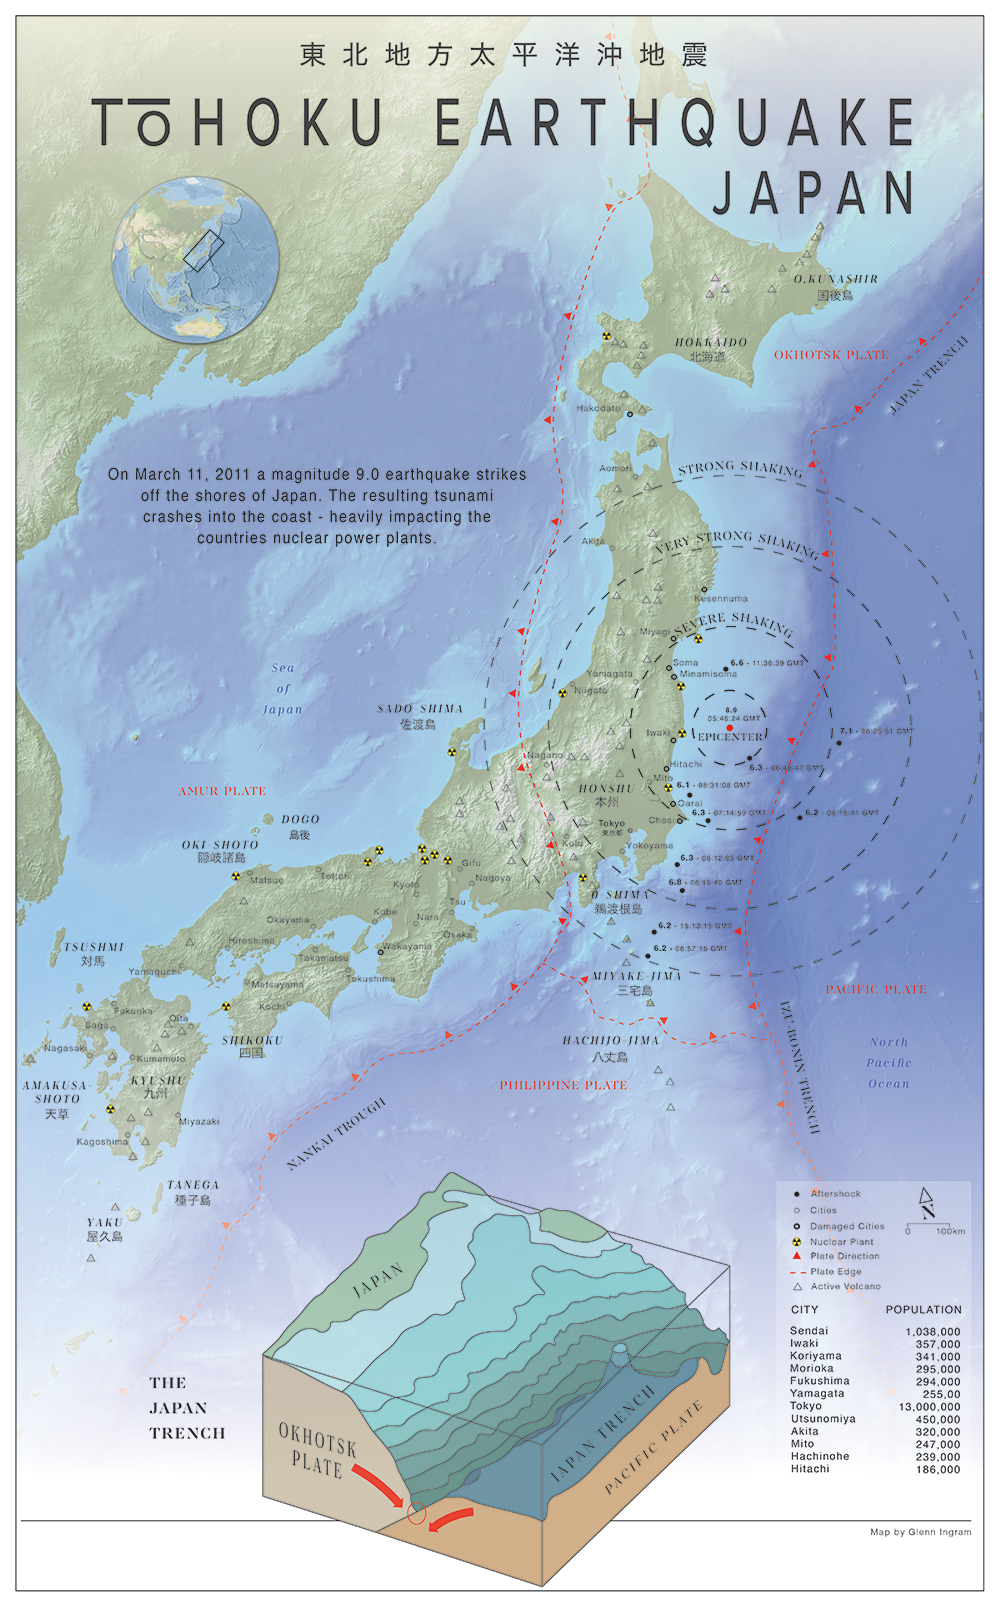 東北地方太平洋沖地震
TōHOKU EARTHQUAKE
JAPAN
O.KUNASHIR
国後島
HOKKAIDO
北海道
OKHOTSK PLATE
JAPAN TRENCH
Hakodate
On March 11, 2011 a magnitude 9.0 earthquake strikes
off the shores of Japan. The resulting tsunami
crashes into the coast - heavily impacting the
countries nuclear power plants.
Aomori
STRONG SHAKING
Akita
VERY STRONG SHAKING
Kesennuma
Miyagi
SEVERE SHAKING
Soma
Minamisoma
6.6 - 11:36:39 GMT
Yamagata
Niigata
Sea
of
Japan
SADO-SHIMA
佐渡島
8.9
05:46:24 GMT
EPICENTER
Iwaki
7.1 - 06:25:51 GMT
Nagano
Hitachi
6.3 - 06:48:47 GMT
Mito
6.1 - 08:31:08 GMT
AMUR PLATE
HONSHU
本州
Oarai
6.3 - 07:14:59 GMT
6.2 - 08:15:41 GMT
Chosi
DOGO
島後
Tokyo
東京都
OKI-SHOTO
隠岐諸島
Kofu
Yokoyama
6.3 - 08:12:05 GMT
Matsue
Tottori
Gifu
Kyoto
Nagoya
6.8 - 06:15:40 GMT
O-SHIMA
鵜渡根島
Tsu
Okayama
Kobe
Nara
Osaka
6.2 - 15:13:15 GMT
TSUSHMI
対馬
Hiroshima
Wakayama
6.2 - 06:57:15 GMT
Takamatsu
Yamaguchi
Tokushima
MIYAKE-JIMA
三宅島
Matsuyama
PACIFIC PLATE
Fukuoka
Oita
Kochi
Saga
SHIKOKU
四国
HACHIJO-JIMA
八丈島
IZU-BONIN TRENCH
North
Pacific
Ocean
Nagasaki
Kumamoto
AMAKUSA-
SHOTO
天草
KYUSHU
九州
PHILIPPINE PLATE
Miyazaki
Kagoshima
NANKAI TROUGH
TANEGA
種子島
YAKU
屋久島
Aftershock
Cities
Damaged Cities
Nuclear Plant
Plate Direction
Plate Edge
Active Volcano
N
0 100km
CITY POPULATION
Sendai 1,038,000
Iwaki 357,000
Koriyama 341,000
Morioka 295,000
Fukushima 294,000
Yamagata 255,00
Tokyo 13,000,000
Utsunomiya 450,000
Akita 320,000
Mito 247,000
Hachinohe 239,000
Hitachi 186,000
THE
JAPAN
TRENCH
JAPAN
OKHOTSK
PLATE
JAPAN TRENCH
PACIFIC PLATE
Map by Glenn Ingram